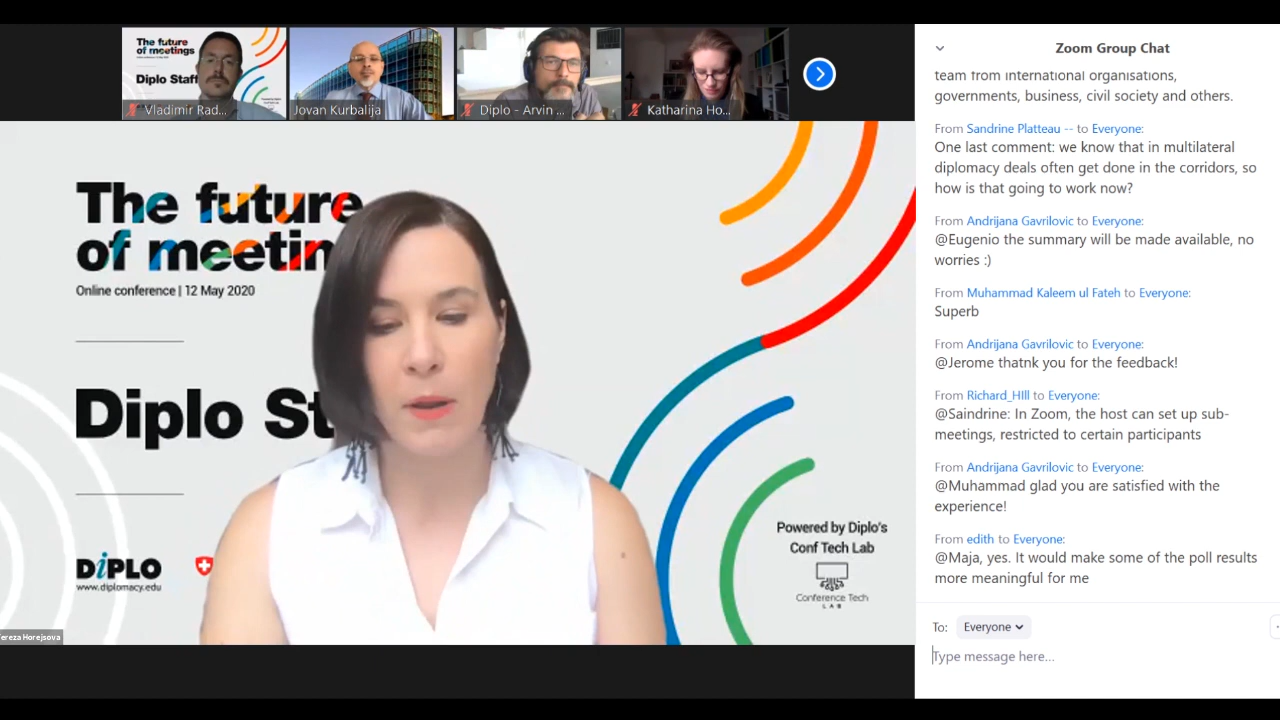 The future
of meetings
Diplo Staff
Vladimir Rad...
Jovan Kurbalija
Diplo - Arvin ...
Katharina Ho...
The future
of meetin
Online conference | 12 May 2020
Diplo St
DiPLO
www.diplomacy.edu
Powered by Diplo's
Conf Tech Lab
Conference Tech
LAB
ereza Horejsova
Zoom Group Chat
team from international organisations,
governments, business, civil society and others.
From Sandrine Platteau -- to Everyone:
One last comment: we know that in multilateral
diplomacy deals often get done in the corridors, so
how is that going to work now?
From Andrijana Gavrilovic to Everyone:
@Eugenio the summary will be made available, no
worries :)
From Muhammad Kaleem ul Fateh to Everyone:
Superb
From Andrijana Gavrilovic to Everyone:
@Jerome thatnk you for the feedback!
From Richard_HIll to Everyone:
@Saindrine: In Zoom, the host can set up sub-
meetings, restricted to certain participants
From Andrijana Gavrilovic to Everyone:
@Muhammad glad you are satisfied with the
experience!
From edith to Everyone:
@Maja, yes. It would make some of the poll results
more meaningful for me
To: Everyone
Type message here...